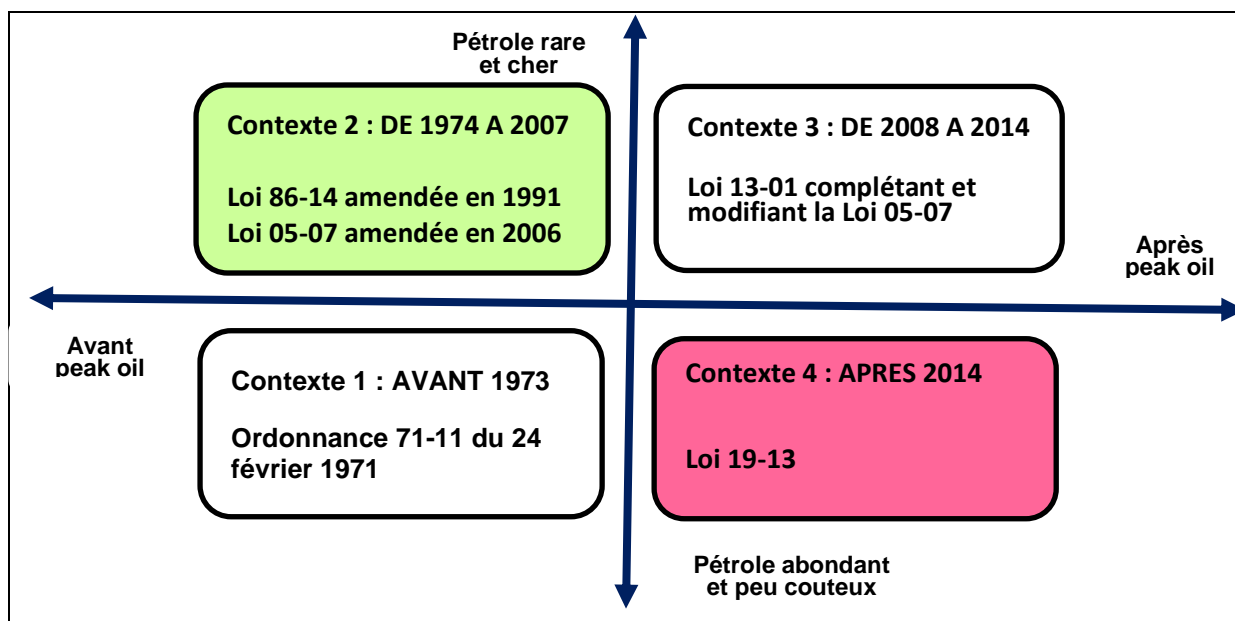 Pétrole rare
et cher
Contexte 2 : DE 1974 A 2007
Loi 86-14 amendée en 1991
Loi 05-07 amendée en 2006
Contexte 3 : DE 2008 A 2014
Loi 13-01 complétant et
modifiant la Loi 05-07
Après
peak oil
Avant
peak oil
Contexte 1 : AVANT 1973
Ordonnance 71-11 du 24
février 1971
Contexte 4 : APRES 2014
Loi 19-13
Pétrole abondant
et peu couteux